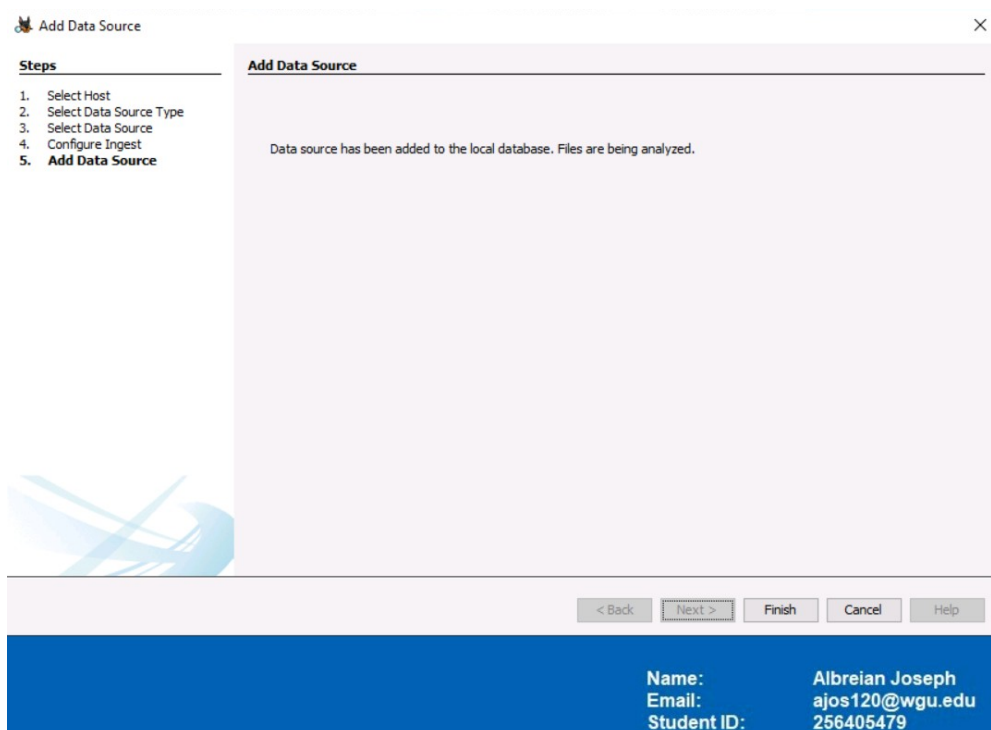 Add Data Source
Steps
1. Select Host
2. Select Data Source Type
3. Select Data Source
4. Configure Ingest
5. Add Data Source
Add Data Source
Data source has been added to the local database. Files are being analyzed.
< Back Next > Finish Cancel Help
Name: Albreian Joseph
Email: ajos120@wgu.edu
Student ID: 256405479